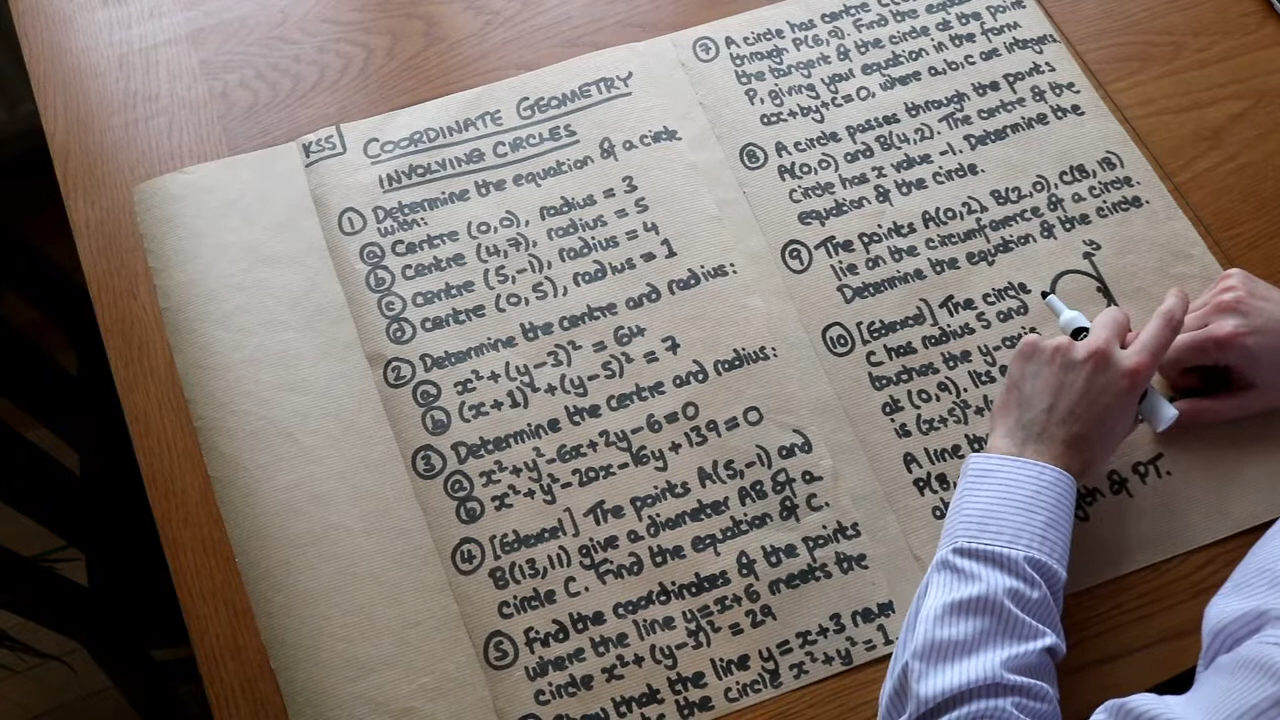 KS5
COORDINATE GEOMETRY
INVOLVING CIRCLES
① Determine the equation of a circle
with:
ⓐ Centre (0,0), radius = 3
ⓑ Centre (4,7), radius = 5
ⓒ Centre (5,-1), radius = 4
ⓓ Centre (0,5), radius = 1
② Determine the centre and radius:
ⓐ x²+(y-3)² = 64
ⓑ (x+1)²+(y-5)² = 7
③ Determine the centre and radius:
ⓐ x²+y²-6x+2y-6=0
ⓑ x²+y²-20x-16y+139=0
④ [Edexcel] The points A(5,-1) and
B(13,11) give a diameter AB of a
circle C. Find the equation of C.
⑤ Find the coordinates of the points
where the line y=x+6 meets the
circle x²+(y-3)² = 29
Show that the line y=x+3 never
the circle x²+y²=1.
⑦ A circle has centre
through P(6,0). Find the
the tangent of the circle at the point
P, giving your equation in the form
ax+by+c=0, where a,b,c are integers.
⑧ A circle passes through the points
A(0,0) and B(4,2). The centre of the
circle has x value -1. Determine the
equation of the circle.
⑨ The points A(0,2), B(2,0), C(8,18)
lie on the circumference of a circle.
Determine the equation of the circle.
⑩ [Edexcel] The circle
C has radius 5 and
touches the y-axis
at (0,9). Its
is (x+5)²+
A line
P(8,
of PT.